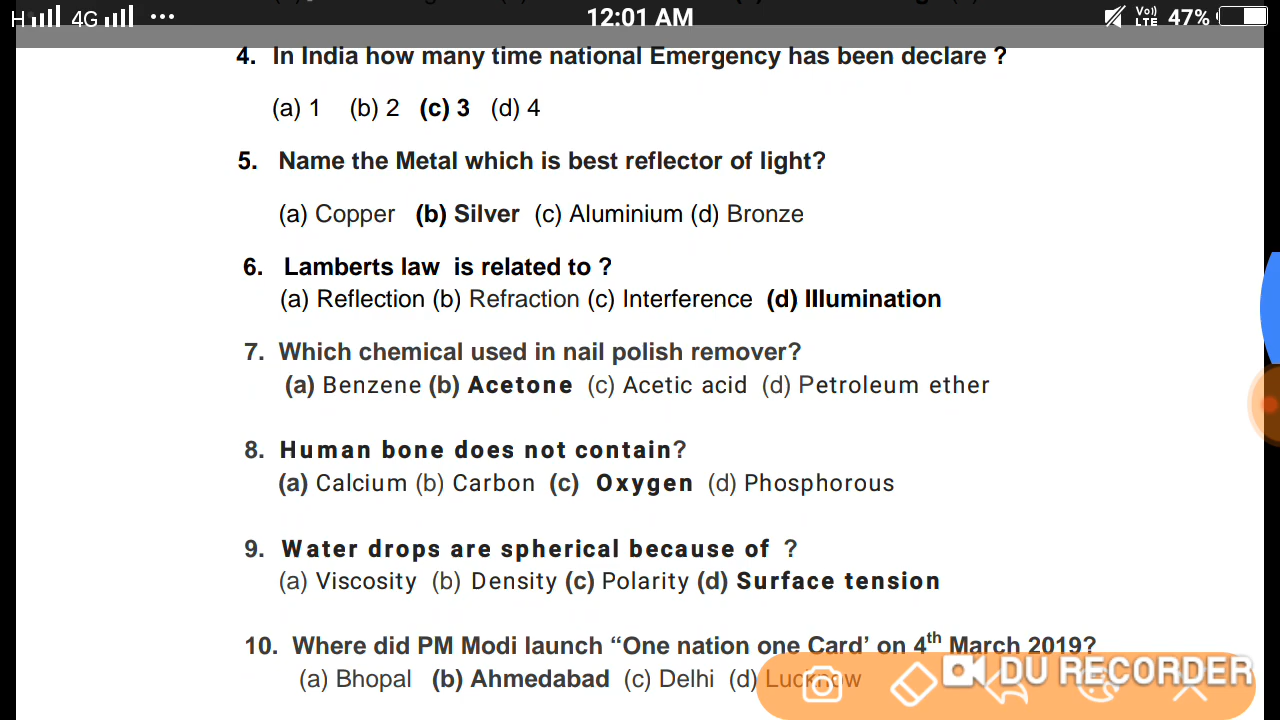 H 4G ••• 12:01 AM Vo)) LTE 47%
4. In India how many time national Emergency has been declare ?
(a) 1 (b) 2 (c) 3 (d) 4
5. Name the Metal which is best reflector of light?
(a) Copper (b) Silver (c) Aluminium (d) Bronze
6. Lamberts law is related to ?
(a) Reflection (b) Refraction (c) Interference (d) Illumination
7. Which chemical used in nail polish remover?
(a) Benzene (b) Acetone (c) Acetic acid (d) Petroleum ether
8. Human bone does not contain?
(a) Calcium (b) Carbon (c) Oxygen (d) Phosphorous
9. Water drops are spherical because of ?
(a) Viscosity (b) Density (c) Polarity (d) Surface tension
10. Where did PM Modi launch “One nation one Card’ on 4th March 2019?
(a) Bhopal (b) Ahmedabad (c) Delhi (d) Lucknow
DU RECORDER